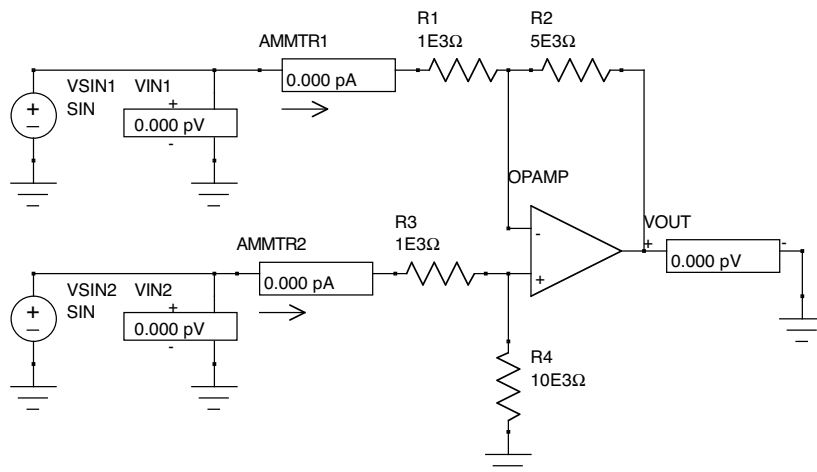 R1
1E3Ω
R2
5E3Ω
AMMTR1
0.000 pA
VSIN1
SIN
VIN1
+
0.000 pV
-
+
−
OPAMP
-
+
VOUT
+
-
0.000 pV
R3
1E3Ω
AMMTR2
0.000 pA
VSIN2
SIN
VIN2
+
0.000 pV
-
+
−
R4
10E3Ω